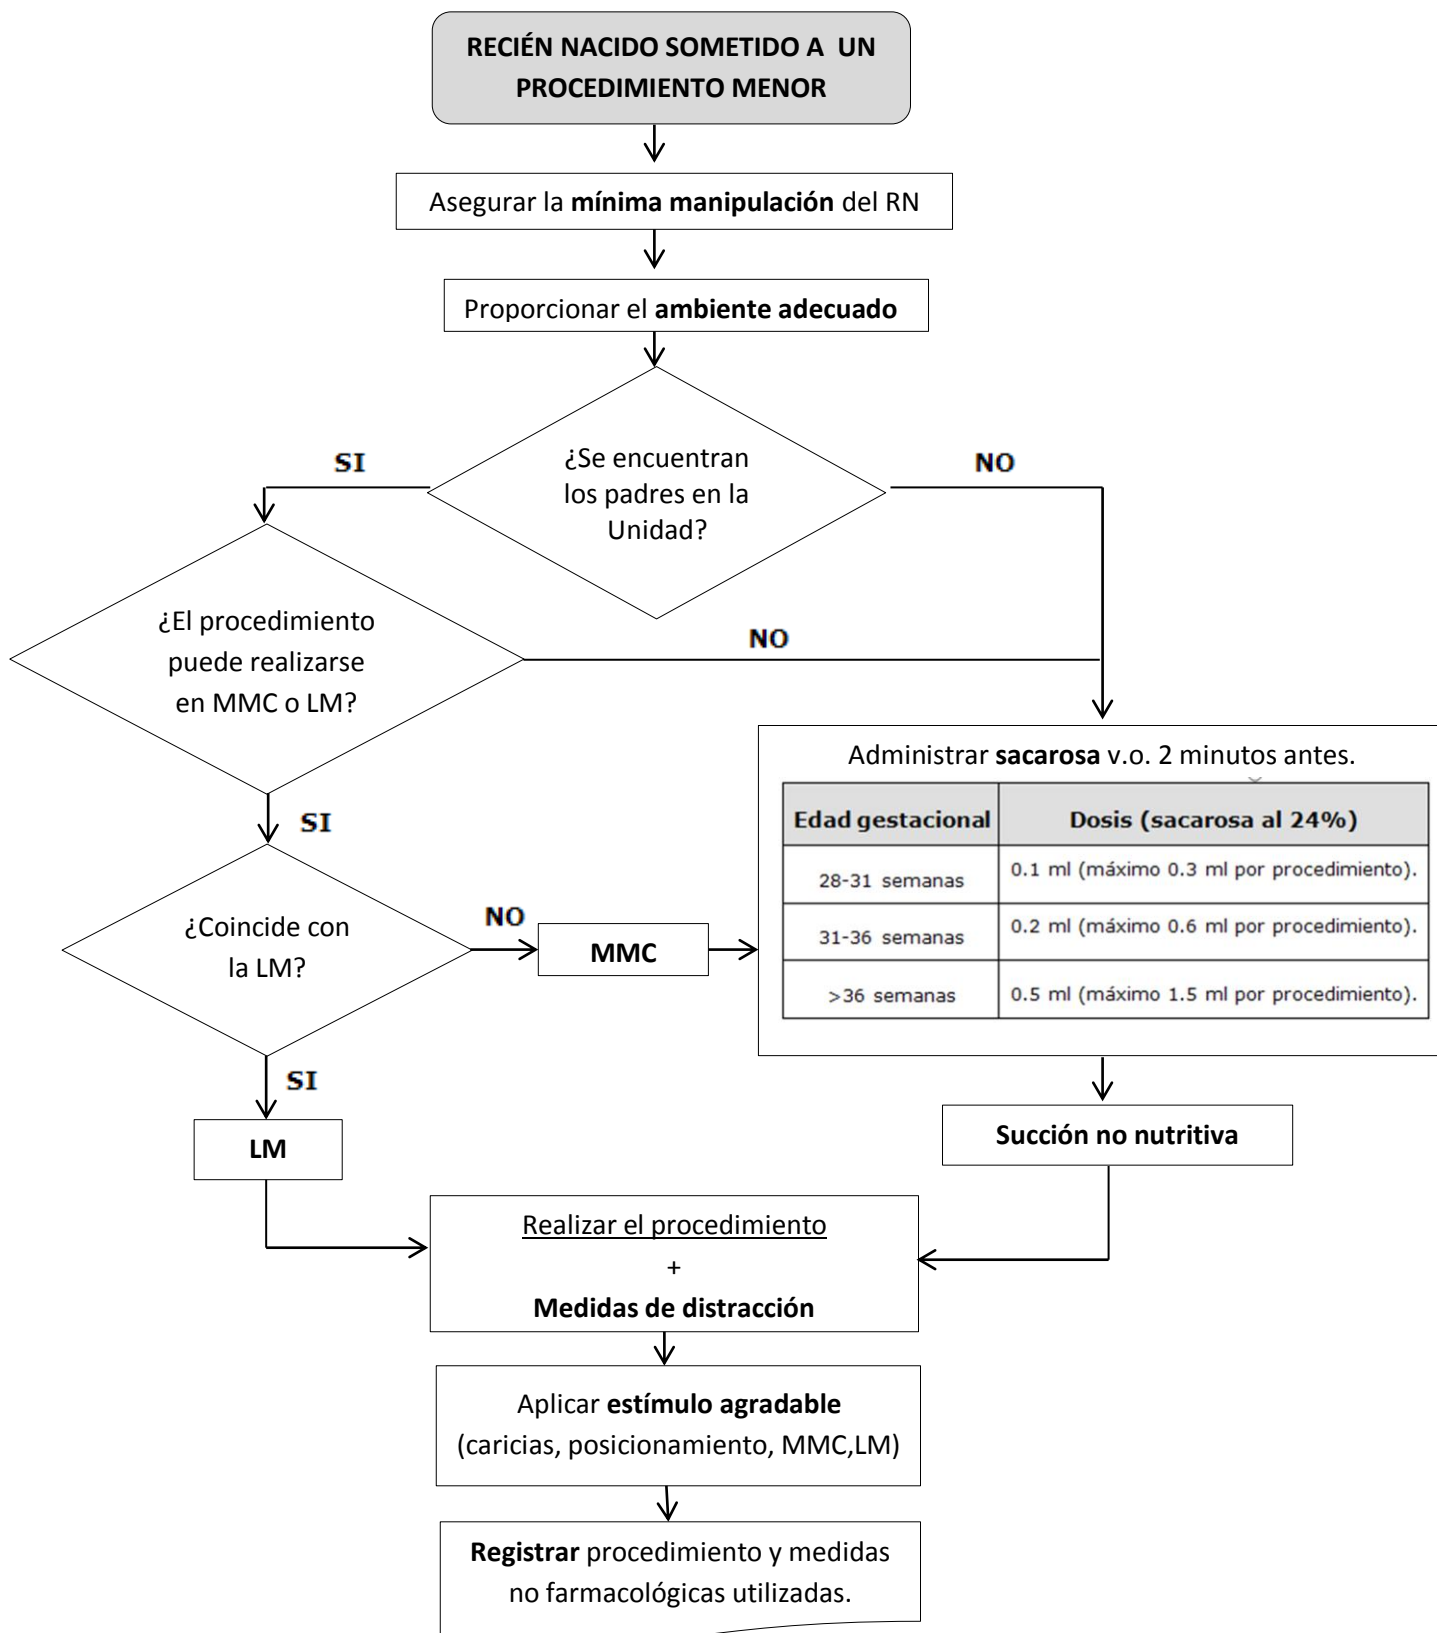 RECIÉN NACIDO SOMETIDO A UN
PROCEDIMIENTO MENOR
Asegurar la mínima manipulación del RN
Proporcionar el ambiente adecuado
¿Se encuentran
los padres en la
Unidad?
SI
NO
¿El procedimiento
puede realizarse
en MMC o LM?
NO
SI
¿Coincide con
la LM?
NO
MMC
Administrar sacarosa v.o. 2 minutos antes.
Edad gestacional Dosis (sacarosa al 24%)
28-31 semanas 0.1 ml (máximo 0.3 ml por procedimiento).
31-36 semanas 0.2 ml (máximo 0.6 ml por procedimiento).
>36 semanas 0.5 ml (máximo 1.5 ml por procedimiento).
SI
LM
Succión no nutritiva
Realizar el procedimiento
+
Medidas de distracción
Aplicar estímulo agradable
(caricias, posicionamiento, MMC,LM)
Registrar procedimiento y medidas
no farmacológicas utilizadas.